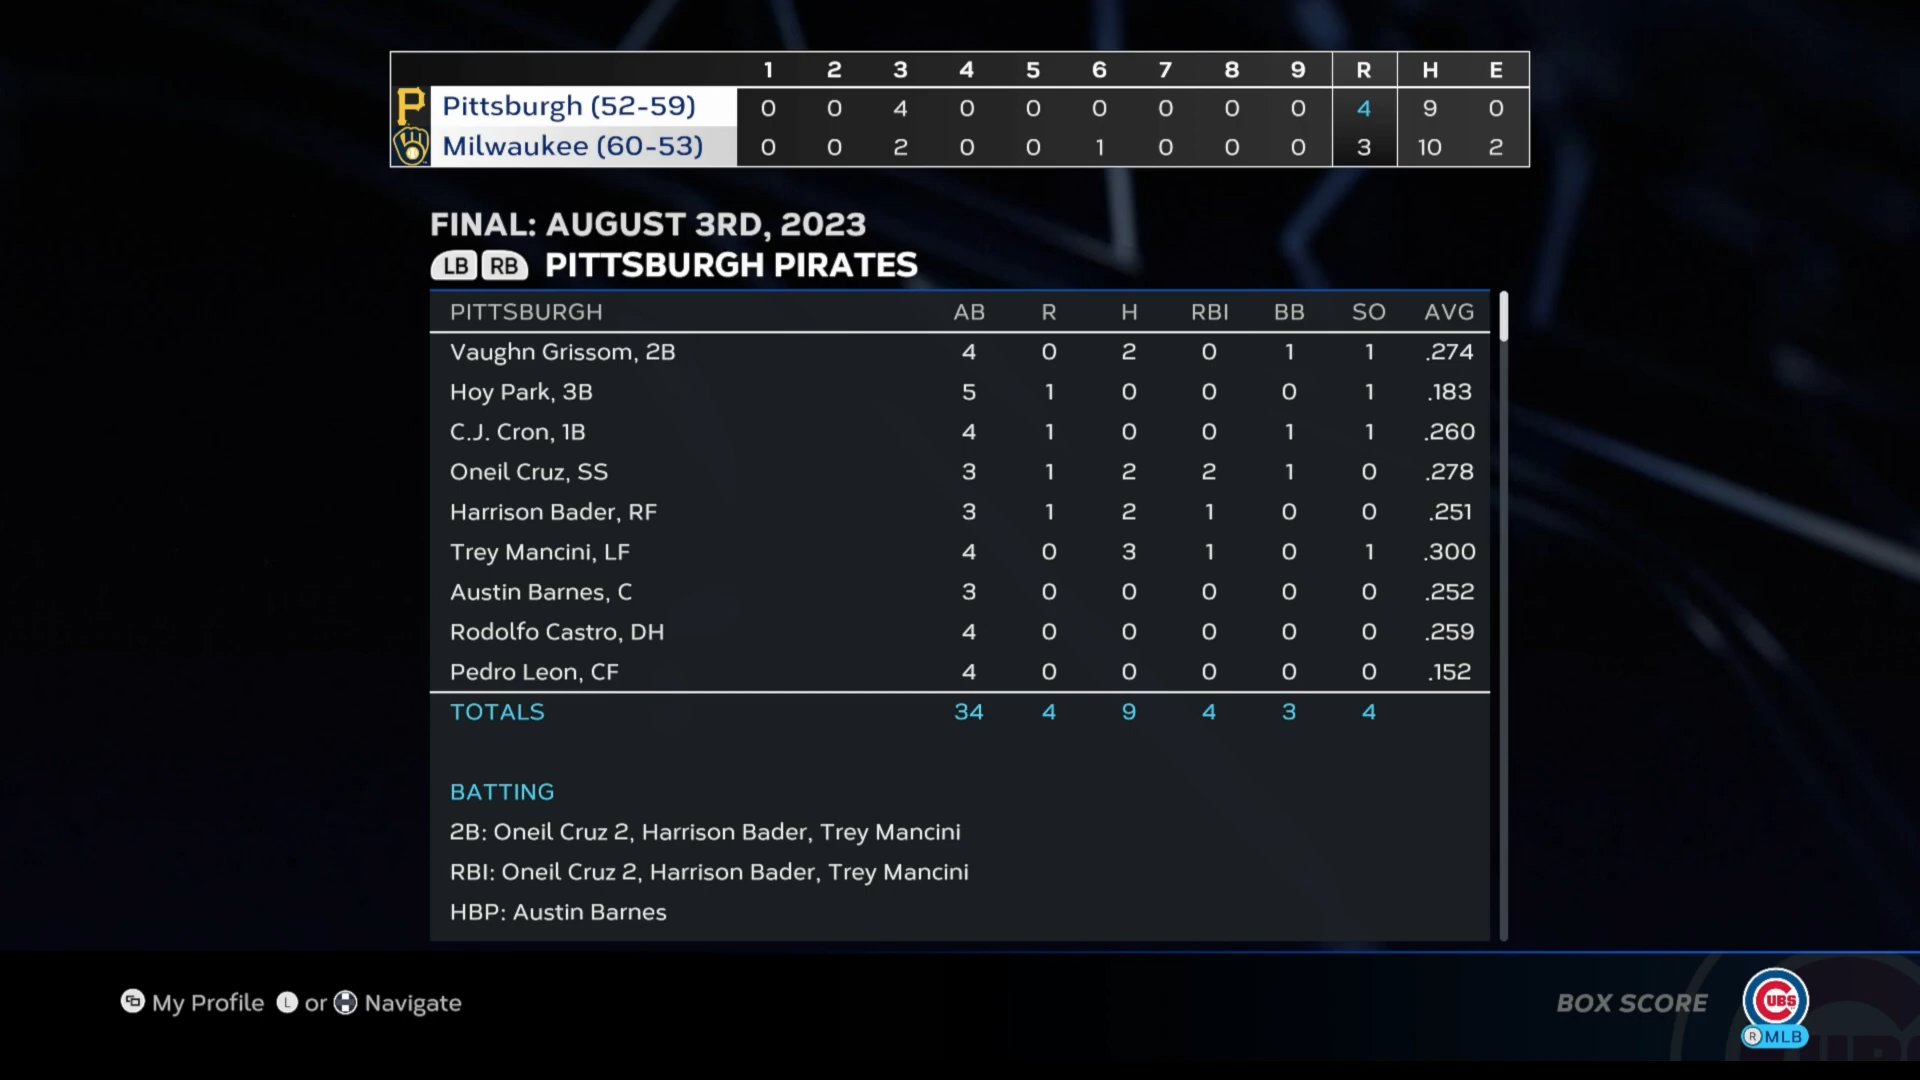 1 2 3 4 5 6 7 8 9 R H E
P Pittsburgh (52-59) 0 0 4 0 0 0 0 0 0 4 9 0
Milwaukee (60-53) 0 0 2 0 0 1 0 0 0 3 10 2
FINAL: AUGUST 3RD, 2023
LB RB PITTSBURGH PIRATES
PITTSBURGH AB R H RBI BB SO AVG
Vaughn Grissom, 2B 4 0 2 0 1 1 .274
Hoy Park, 3B 5 1 0 0 0 1 .183
C.J. Cron, 1B 4 1 0 0 1 1 .260
Oneil Cruz, SS 3 1 2 2 1 0 .278
Harrison Bader, RF 3 1 2 1 0 0 .251
Trey Mancini, LF 4 0 3 1 0 1 .300
Austin Barnes, C 3 0 0 0 0 0 .252
Rodolfo Castro, DH 4 0 0 0 0 0 .259
Pedro Leon, CF 4 0 0 0 0 0 .152
TOTALS 34 4 9 4 3 4
BATTING
2B: Oneil Cruz 2, Harrison Bader, Trey Mancini
RBI: Oneil Cruz 2, Harrison Bader, Trey Mancini
HBP: Austin Barnes
My Profile L or Navigate
BOX SCORE
CUBS
R MLB